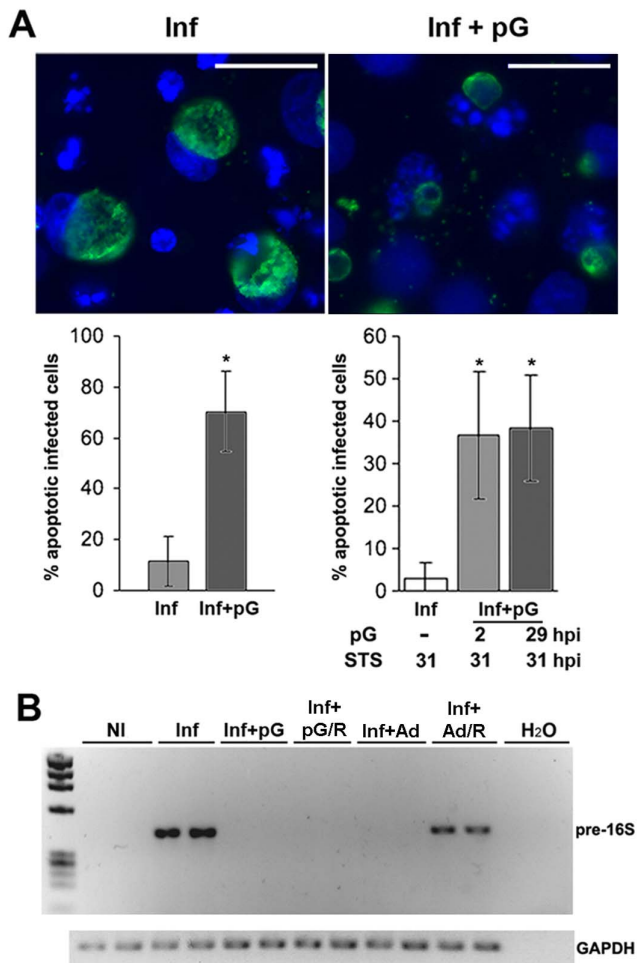 A
Inf
Inf + pG
% apoptotic infected cells
100
80
60
40
20
0
Inf
Inf+pG
% apoptotic infected cells
60
50
40
30
20
10
0
*
* *
Inf
Inf+pG
pG - 2 29 hpi
STS 31 31 31 hpi
B
NI Inf Inf+pG Inf+ pG/R Inf+Ad Inf+ Ad/R H₂O
pre-16S
GAPDH